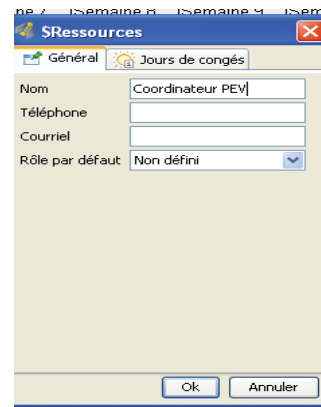 Semaine 8 Semaine 9
$Ressources
Général Jours de congés
Nom Coordinateur PEV
Téléphone
Courriel
Rôle par défaut Non défini
Ok Annuler